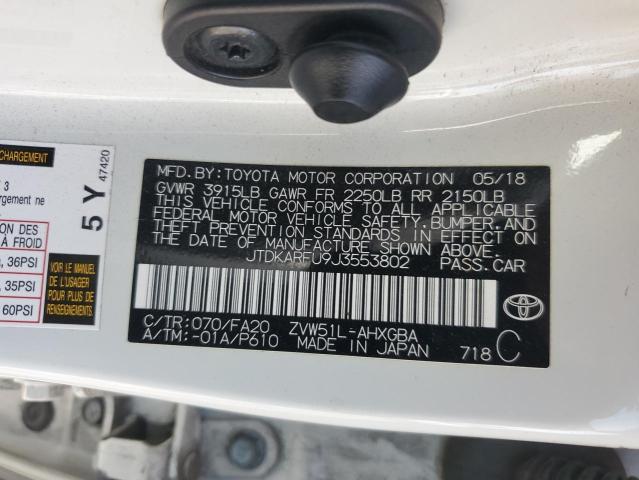 CHARGEMENT
3
argement ne
ION DES
A FROID
36PSI
35PSI
60PSI
VOIR LE MANUEL
DE L'USAGER
POUR PLUS DE
RENSEIGNEMENTS
5 Y 47420
MFD.BY:TOYOTA MOTOR CORPORATION 05/18
GVWR 3915LB GAWR FR 2250LB RR 2150LB
THIS VEHICLE CONFORMS TO ALL APPLICABLE
FEDERAL MOTOR VEHICLE SAFETY,BUMPER,AND
THEFT PREVENTION STANDARDS IN EFFECT ON
THE DATE OF MANUFACTURE SHOWN ABOVE.
JTDKARFU9J3553802 PASS.CAR
C/TR:070/FA20 ZVW51L-AHXGBA
A/TM:-01A/P610 MADE IN JAPAN 718 C